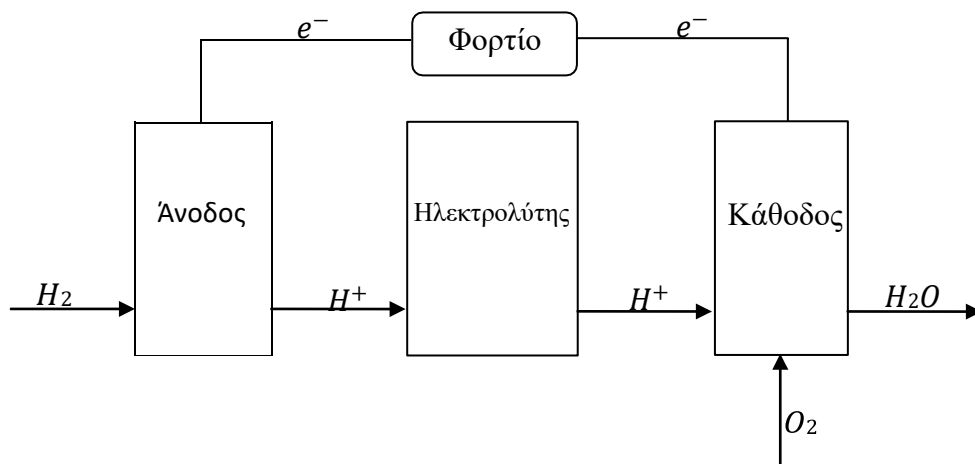 e⁻
Φορτίο
e⁻
Άνοδος
Ηλεκτρολύτης
Κάθοδος
H₂
H⁺
H⁺
H₂O
O₂